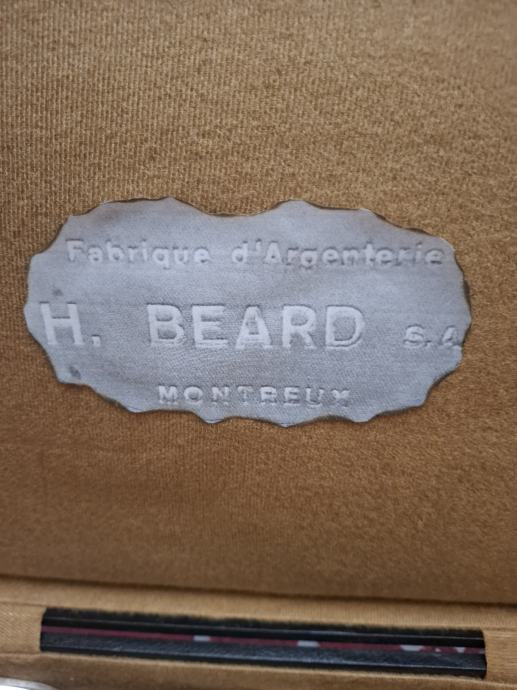 Fabrique d'Argenterie
H. BEARD S.A
MONTREUX